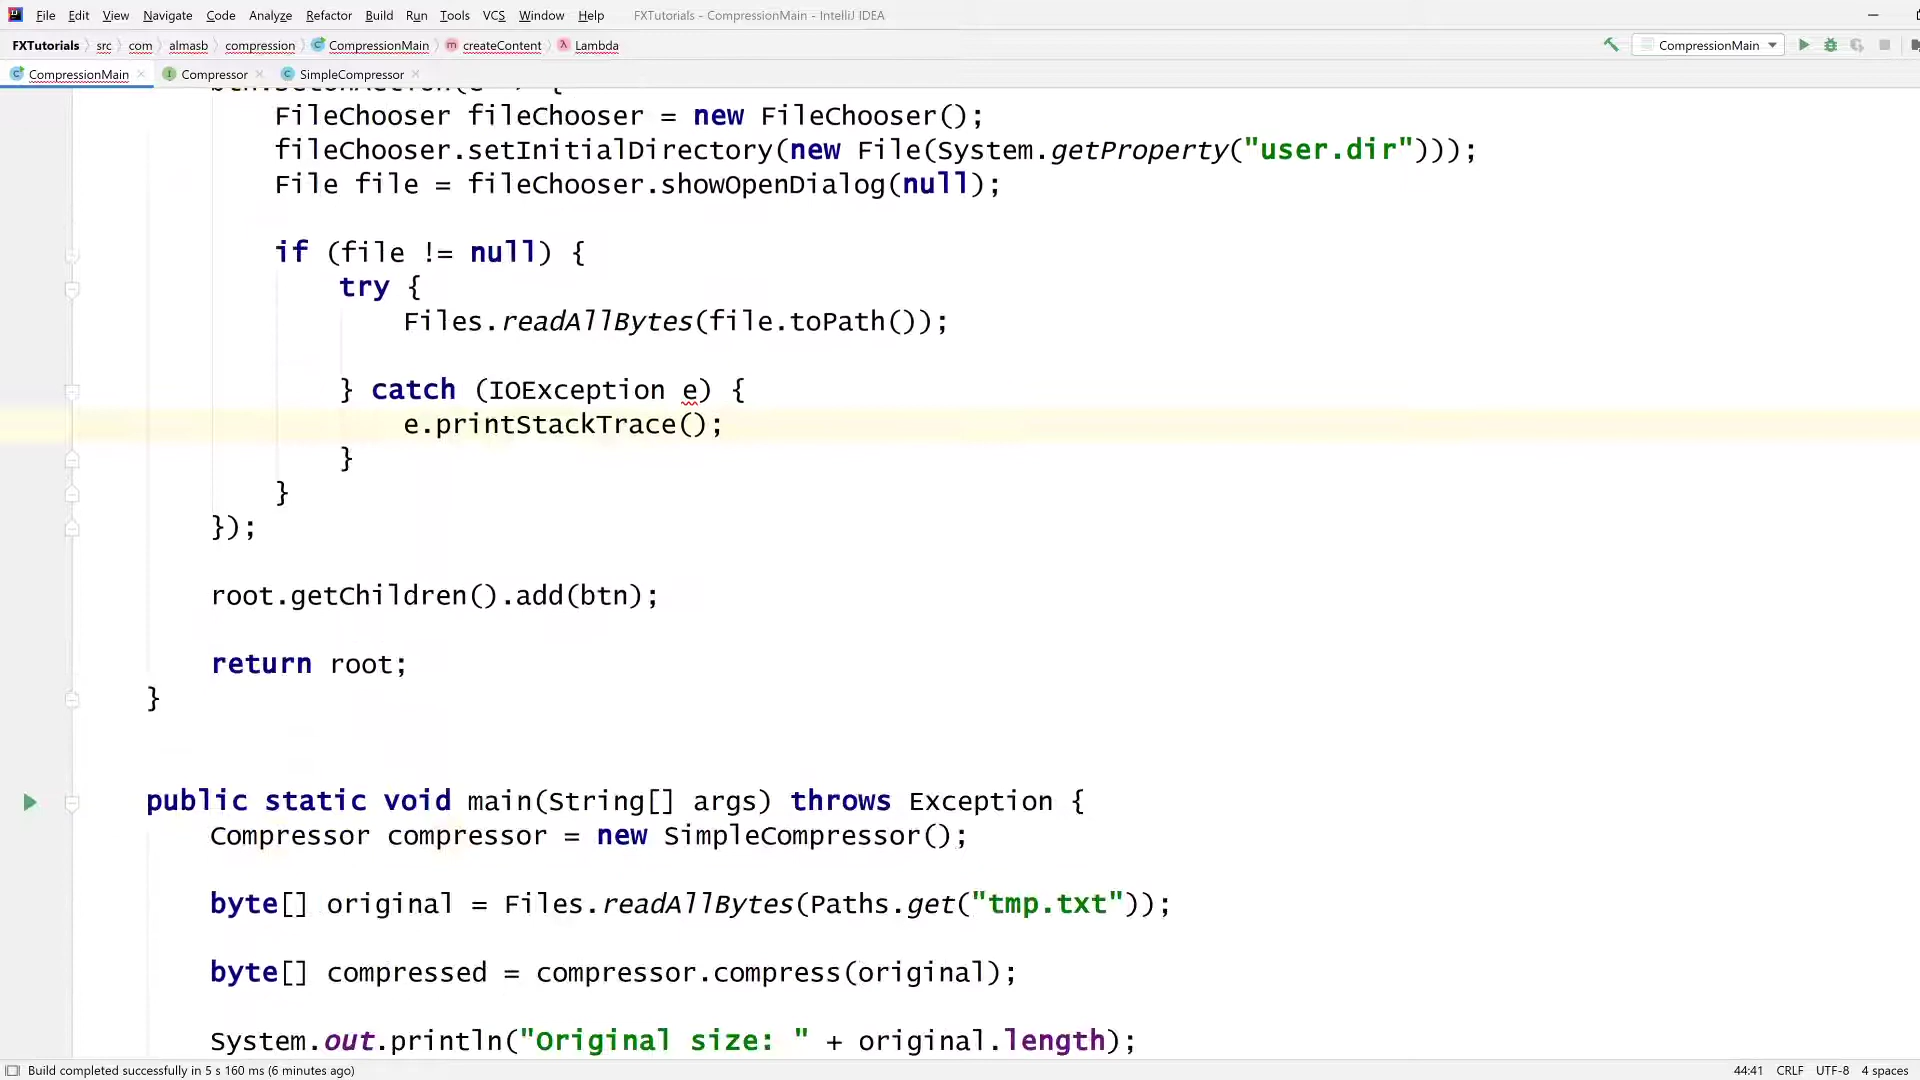 File Edit View Navigate Code Analyze Refactor Build Run Tools VCS Window Help FXTutorials - CompressionMain - IntelliJ IDEA
FXTutorials src com almasb compression CompressionMain createContent Lambda CompressionMain
CompressionMain Compressor SimpleCompressor
FileChooser fileChooser = new FileChooser();
fileChooser.setInitialDirectory(new File(System.getProperty("user.dir")));
File file = fileChooser.showOpenDialog(null);
if (file != null) {
try {
Files.readAllBytes(file.toPath());
} catch (IOException e) {
e.printStackTrace();
}
}
});
root.getChildren().add(btn);
return root;
}
public static void main(String[] args) throws Exception {
Compressor compressor = new SimpleCompressor();
byte[] original = Files.readAllBytes(Paths.get("tmp.txt"));
byte[] compressed = compressor.compress(original);
System.out.println("Original size: " + original.length);
Build completed successfully in 5 s 160 ms (6 minutes ago) 44:41 CRLF UTF-8 4 spaces